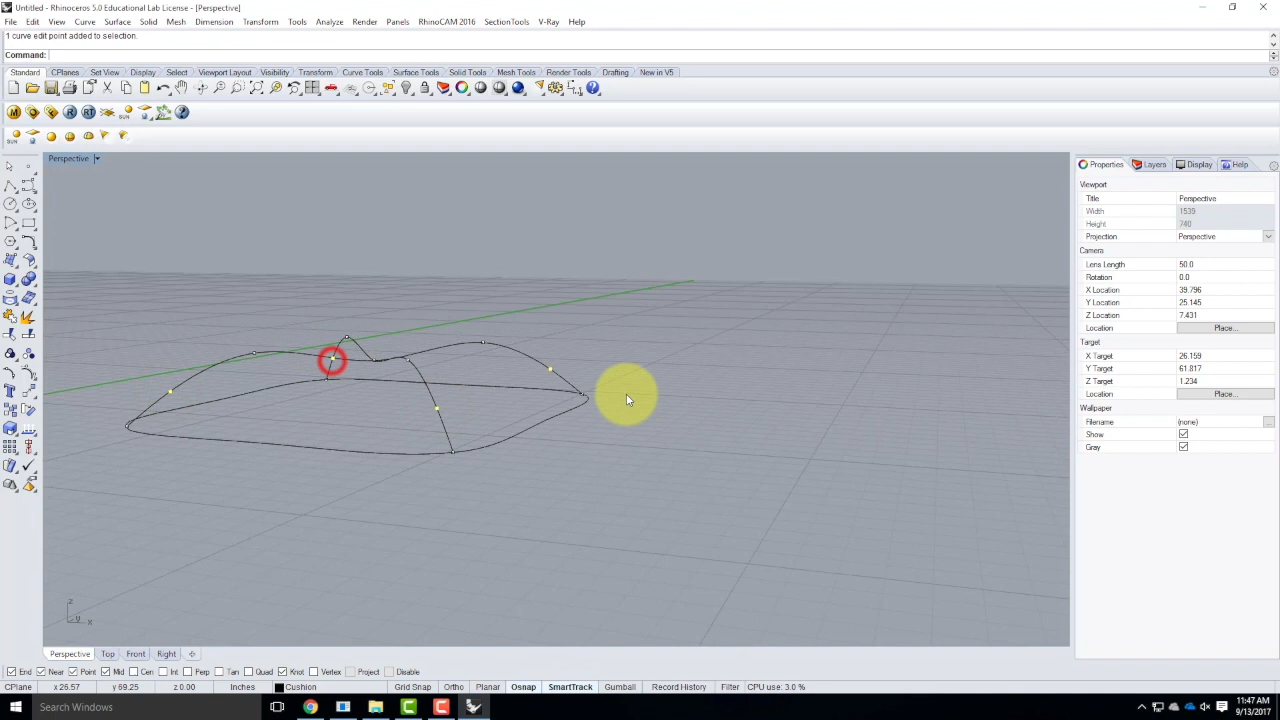 Untitled - Rhinoceros 5.0 Educational Lab License - [Perspective]
File Edit View Curve Surface Solid Mesh Dimension Transform Tools Analyze Render Panels RhinoCAM 2016 SectionTools V-Ray Help
1 curve edit point added to selection.
Command:
Standard CPlanes Set View Display Select Viewport Layout Visibility Transform Curve Tools Surface Tools Solid Tools Mesh Tools Render Tools Drafting New in V5
Perspective
Properties Layers Display Help
Viewport
Title Perspective
Width 1539
Height 740
Projection Perspective
Camera
Lens Length 50.0
Rotation 0.0
X Location 39.796
Y Location 25.145
Z Location 7.431
Location Place...
Target
X Target 26.159
Y Target 61.817
Z Target 1.234
Location Place...
Wallpaper
Filename (none)
Show
Gray
z
y x
Perspective Top Front Right
End Near Point Mid Cen Int Perp Tan Quad Knot Vertex Project Disable
CPlane x 26.57 y 69.25 z 0.00 Inches Cushion Grid Snap Ortho Planar Osnap SmartTrack Gumball Record History Filter CPU use: 3.0 %
Search Windows
11:47 AM
9/13/2017